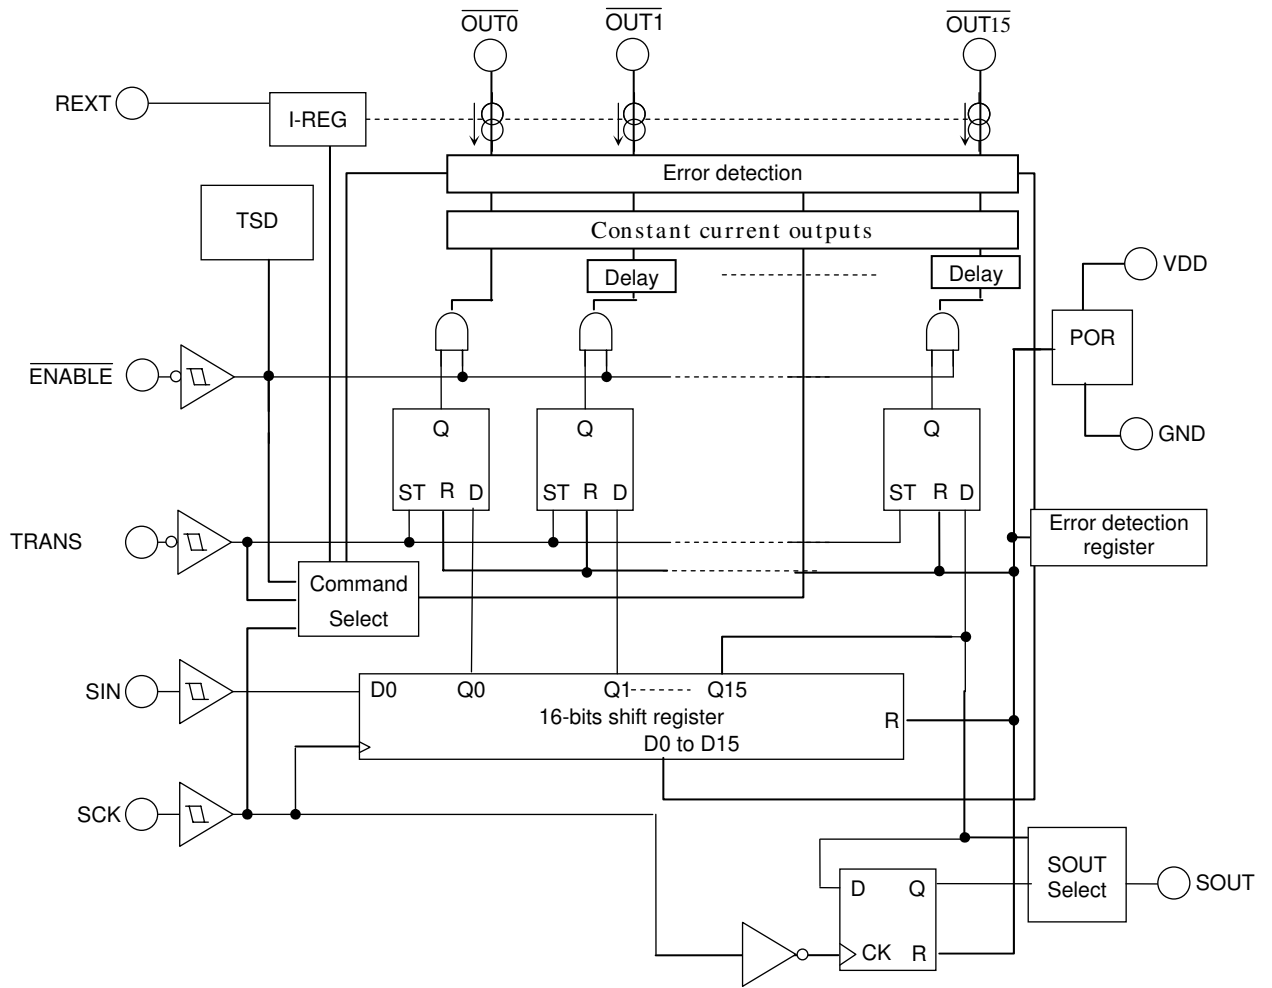 OUT0
OUT1
OUT15
REXT
I-REG
Error detection
TSD
Constant current outputs
Delay
Delay
VDD
POR
ENABLE
GND
Q
Q
Q
ST R D
ST R D
ST R D
TRANS
Error detection
register
Command
Select
SIN
D0
Q0
Q1
Q15
16-bits shift register
R
D0 to D15
SCK
SOUT
Select
SOUT
D
Q
CK
R